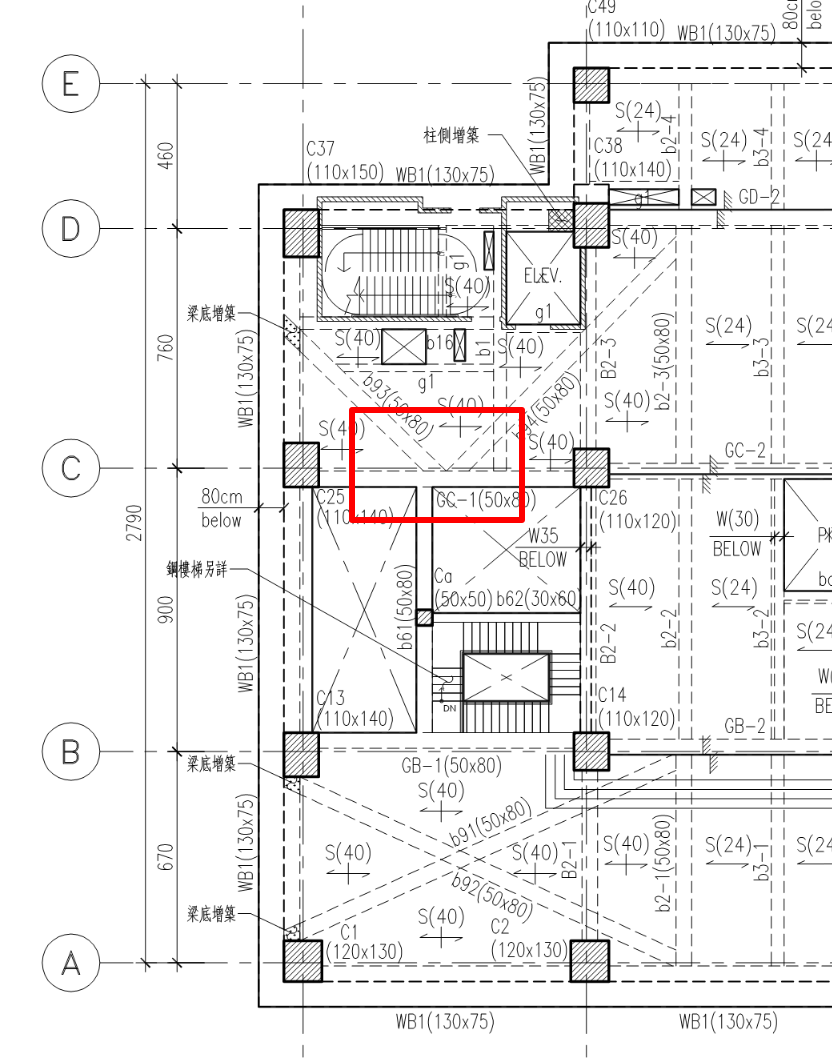 C49
(110x110)
WB1(130x75)
80cm
E
S(24)
b2-4
S(24)
b3-4
柱側增築
WB1(130x75)
C37
(110x150)
WB1(130x75)
C38
(110x140)
460
g1
GD-2
D
S(40)
g1
ELEV.
S(40)
g1
梁底增築
S(40)
b16
b1
S(40)
B2-3
b2-3(50x80)
S(24)
b3-3
760
WB1(130x75)
g1
b93(50x80)
S(40)
b94(50x80)
S(40)
S(40)
S(40)
C
GC-2
80cm
below
C25
(110x140)
GC-1(50x80)
C26
(110x120)
2790
W35
BELOW
W(30)
BELOW
鋼樓梯另詳
Ca
(50x50)
b62(30x60)
b61(50x80)
S(40)
S(24)
900
WB1(130x75)
B2-2
b2-2
b3-2
C13
(110x140)
DN
C14
(110x120)
B
GB-2
梁底增築
GB-1(50x80)
S(40)
b91(50x80)
670
WB1(130x75)
S(40)
S(40)
B2-1
S(40)
b2-1(50x80)
S(24)
b3-1
b92(50x80)
梁底增築
S(40)
C1
(120x130)
C2
(120x130)
A
WB1(130x75)
WB1(130x75)